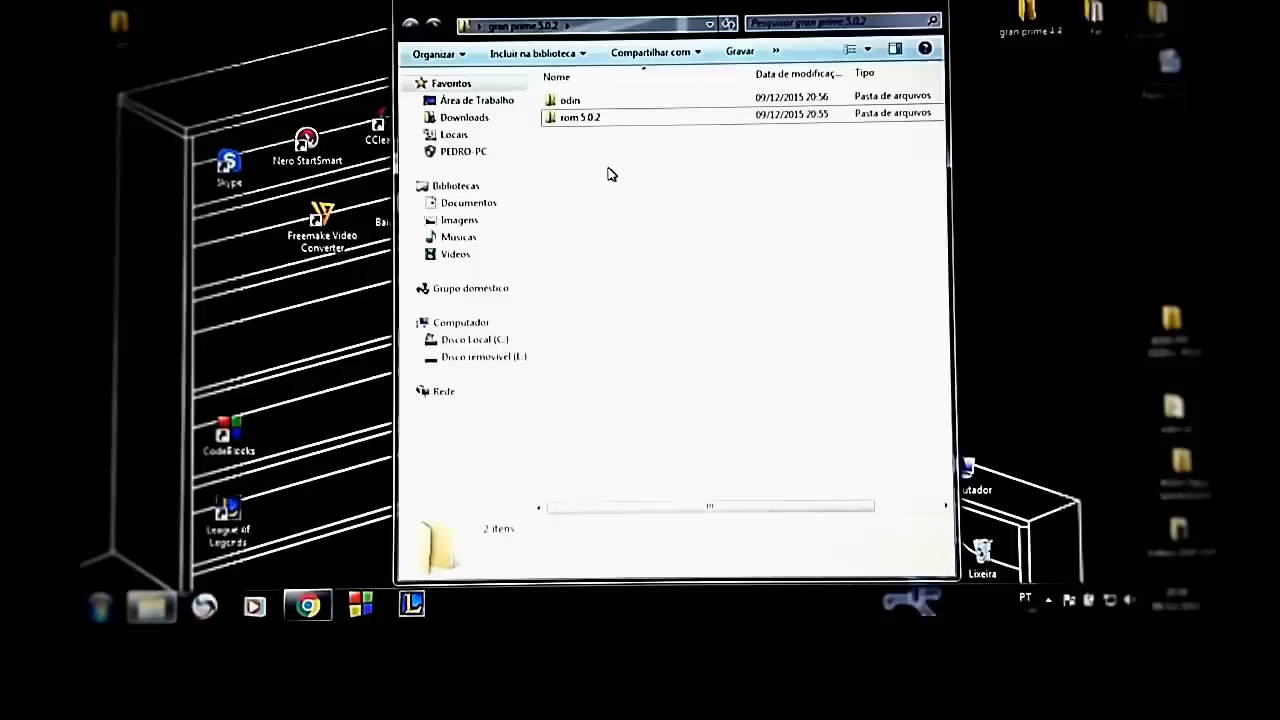 gran prime 5.0.2
Pesquisar gran prime 5.0.2
Organizar
Incluir na biblioteca
Compartilhar com
Gravar
»
Nome
Data de modificaç...
Tipo
odin
09/12/2015 20:56
Pasta de arquivos
rom 5.0.2
09/12/2015 20:55
Pasta de arquivos
Favoritos
Área de Trabalho
Downloads
Locais
PEDRO-PC
Bibliotecas
Documentos
Imagens
Músicas
Vídeos
Grupo doméstico
Computador
Disco Local (C:)
Disco removível (E:)
Rede
2 itens
Skype
Nero StartSmart
CClea
Freemake Video
Converter
Bai
CodeBlocks
League of
Legends
gran prime 4.4
utador
Lixeira
PT